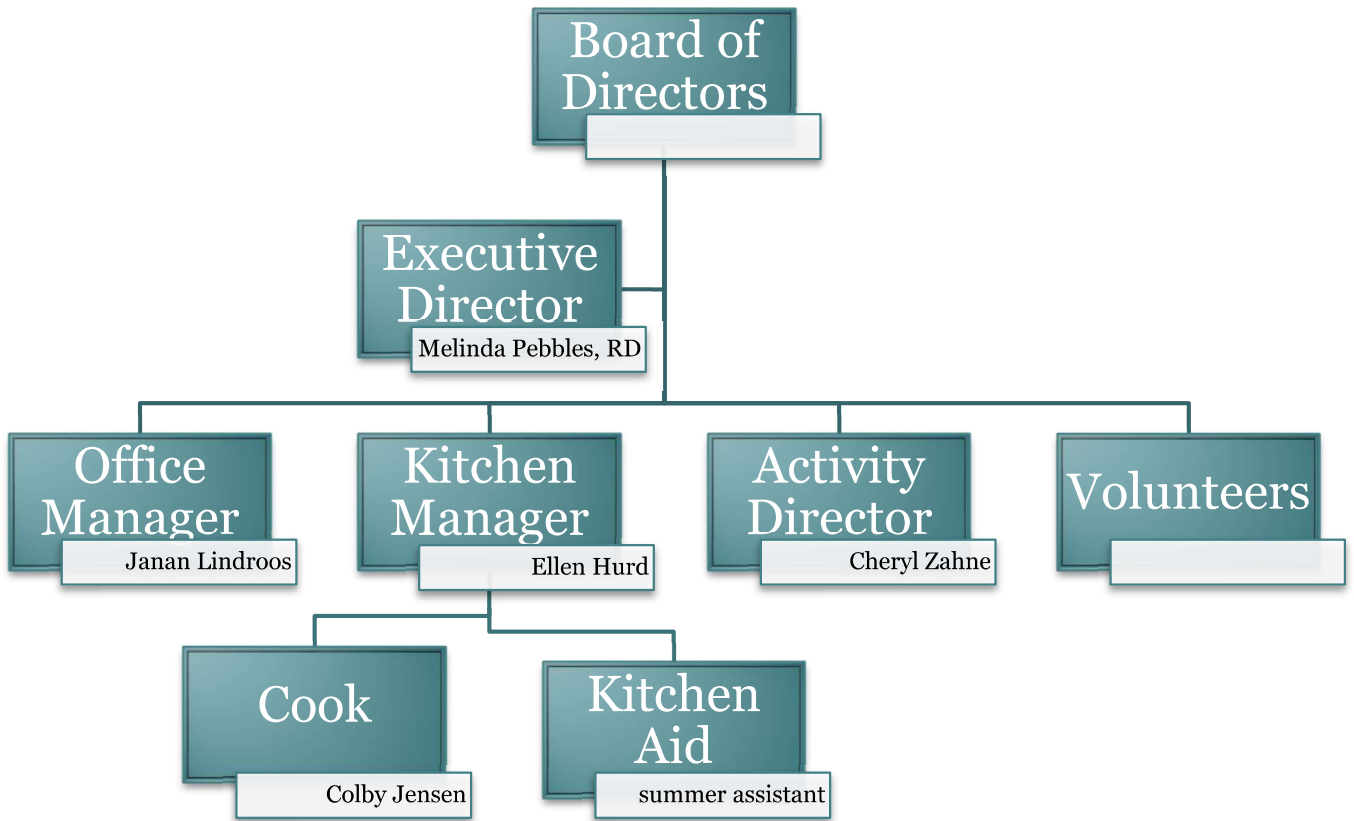 Board of
Directors
Executive
Director
Melinda Pebbles, RD
Office
Manager
Janan Lindroos
Kitchen
Manager
Ellen Hurd
Activity
Director
Cheryl Zahne
Volunteers
Cook
Colby Jensen
Kitchen
Aid
summer assistant